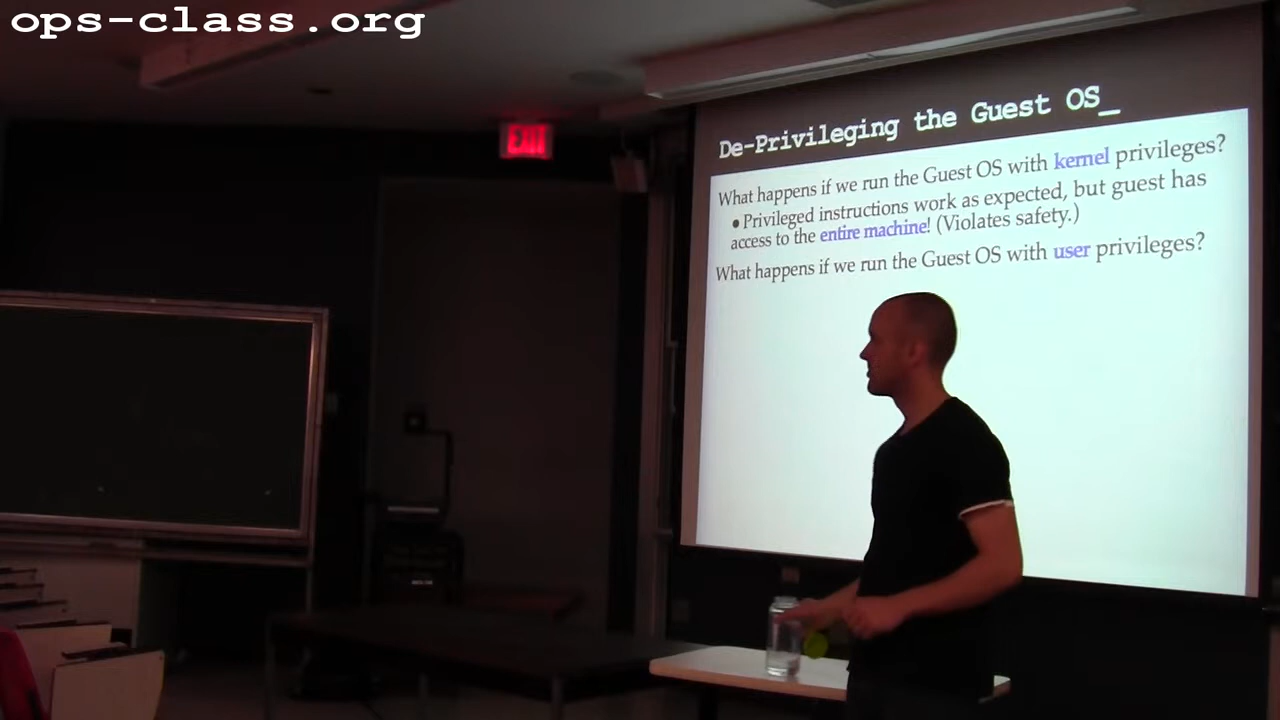 ops-class.org
EXIT
De-Privileging the Guest OS_
What happens if we run the Guest OS with kernel privileges?
● Privileged instructions work as expected, but guest has
access to the entire machine! (Violates safety.)
What happens if we run the Guest OS with user privileges?